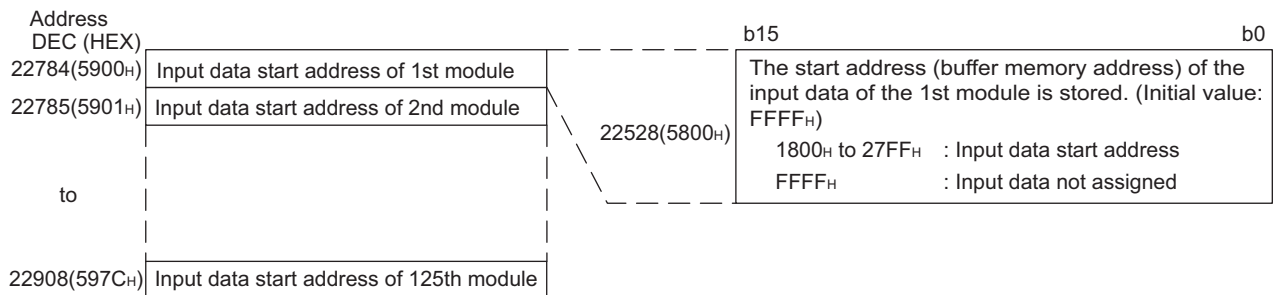 Address
DEC (HEX)
22784(5900H) Input data start address of 1st module
22785(5901H) Input data start address of 2nd module
to
22908(597CH) Input data start address of 125th module
b15 b0
22528(5800H)
The start address (buffer memory address) of the
input data of the 1st module is stored. (Initial value:
FFFFH)
1800H to 27FFH : Input data start address
FFFFH : Input data not assigned